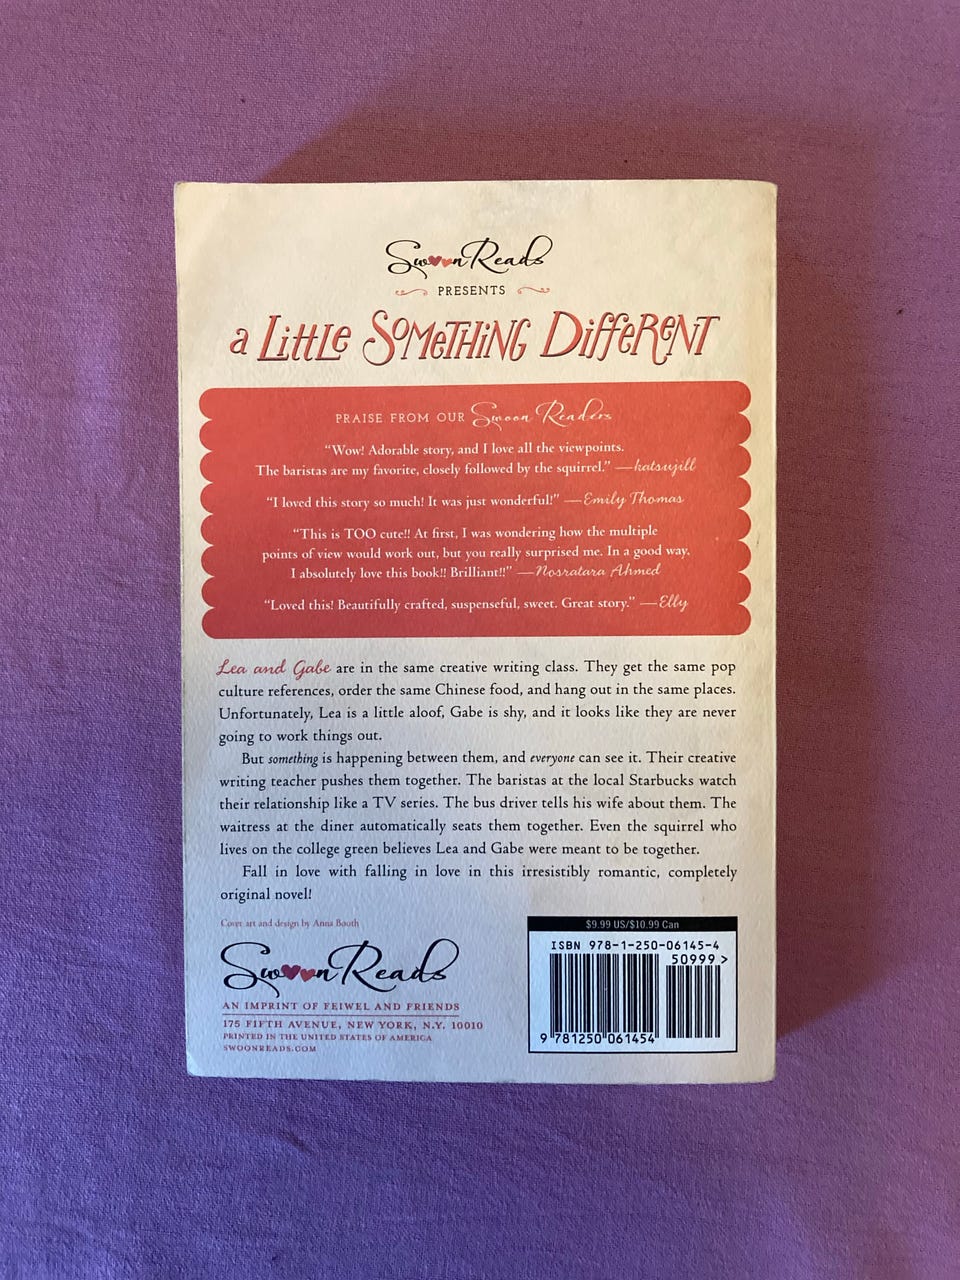 Swoon Reads
PRESENTS
a Little Something Different
PRAISE FROM OUR Swoon Readers
“Wow! Adorable story, and I love all the viewpoints.
The baristas are my favorite, closely followed by the squirrel.” —katsujill
“I loved this story so much! It was just wonderful!” —Emily Thomas
“This is TOO cute!! At first, I was wondering how the multiple
points of view would work out, but you really surprised me. In a good way.
I absolutely love this book!! Brilliant!!” —Nosratara Ahmed
“Loved this! Beautifully crafted, suspenseful, sweet. Great story.” —Elly
Lea and Gabe are in the same creative writing class. They get the same pop
culture references, order the same Chinese food, and hang out in the same places.
Unfortunately, Lea is a little aloof, Gabe is shy, and it looks like they are never
going to work things out.
But something is happening between them, and everyone can see it. Their creative
writing teacher pushes them together. The baristas at the local Starbucks watch
their relationship like a TV series. The bus driver tells his wife about them. The
waitress at the diner automatically seats them together. Even the squirrel who
lives on the college green believes Lea and Gabe were meant to be together.
Fall in love with falling in love in this irresistibly romantic, completely
original novel!
Cover art and design by Anna Booth
Swoon Reads
AN IMPRINT OF FEIWEL AND FRIENDS
175 FIFTH AVENUE, NEW YORK, N.Y. 10010
PRINTED IN THE UNITED STATES OF AMERICA
SWOONREADS.COM
$9.99 US/$10.99 Can
ISBN 978-1-250-06145-4
50999 >
9 781250 061454